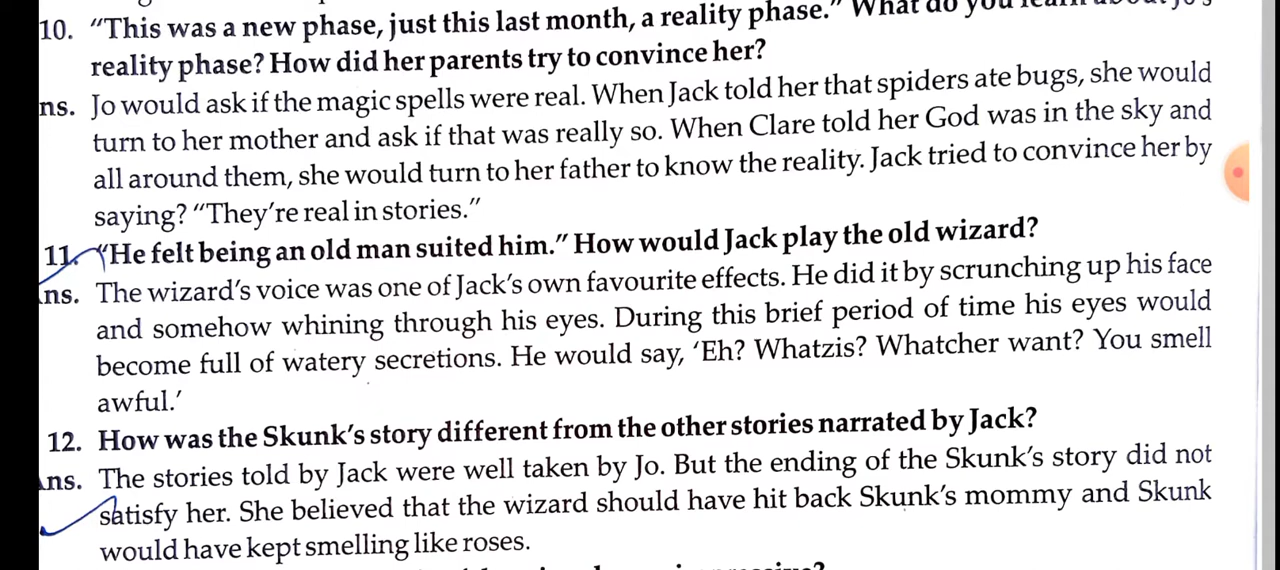 10. "This was a new phase, just this last month, a reality phase." What do you learn about Jo's
reality phase? How did her parents try to convince her?
ns. Jo would ask if the magic spells were real. When Jack told her that spiders ate bugs, she would
turn to her mother and ask if that was really so. When Clare told her God was in the sky and
all around them, she would turn to her father to know the reality. Jack tried to convince her by
saying? "They're real in stories."
11. "He felt being an old man suited him." How would Jack play the old wizard?
ns. The wizard's voice was one of Jack's own favourite effects. He did it by scrunching up his face
and somehow whining through his eyes. During this brief period of time his eyes would
become full of watery secretions. He would say, 'Eh? Whatzis? Whatcher want? You smell
awful.'
12. How was the Skunk's story different from the other stories narrated by Jack?
ns. The stories told by Jack were well taken by Jo. But the ending of the Skunk's story did not
satisfy her. She believed that the wizard should have hit back Skunk's mommy and Skunk
would have kept smelling like roses.